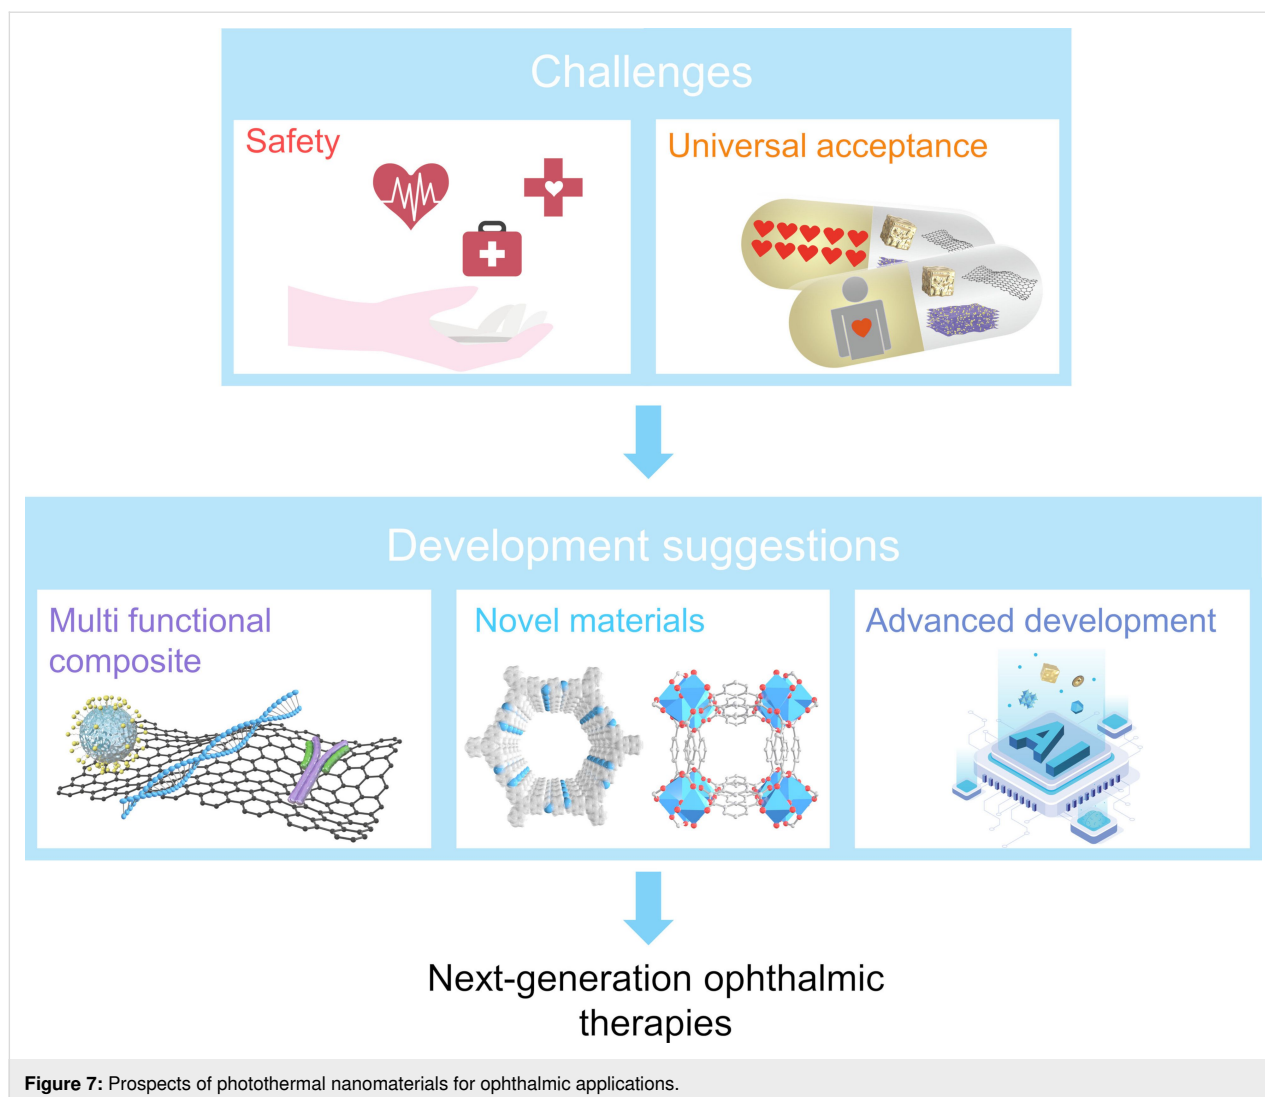 Challenges
Safety
Universal acceptance
Development suggestions
Multi functional
composite
Novel materials
Advanced development
AI
Next-generation ophthalmic
therapies
Figure 7: Prospects of photothermal nanomaterials for ophthalmic applications.